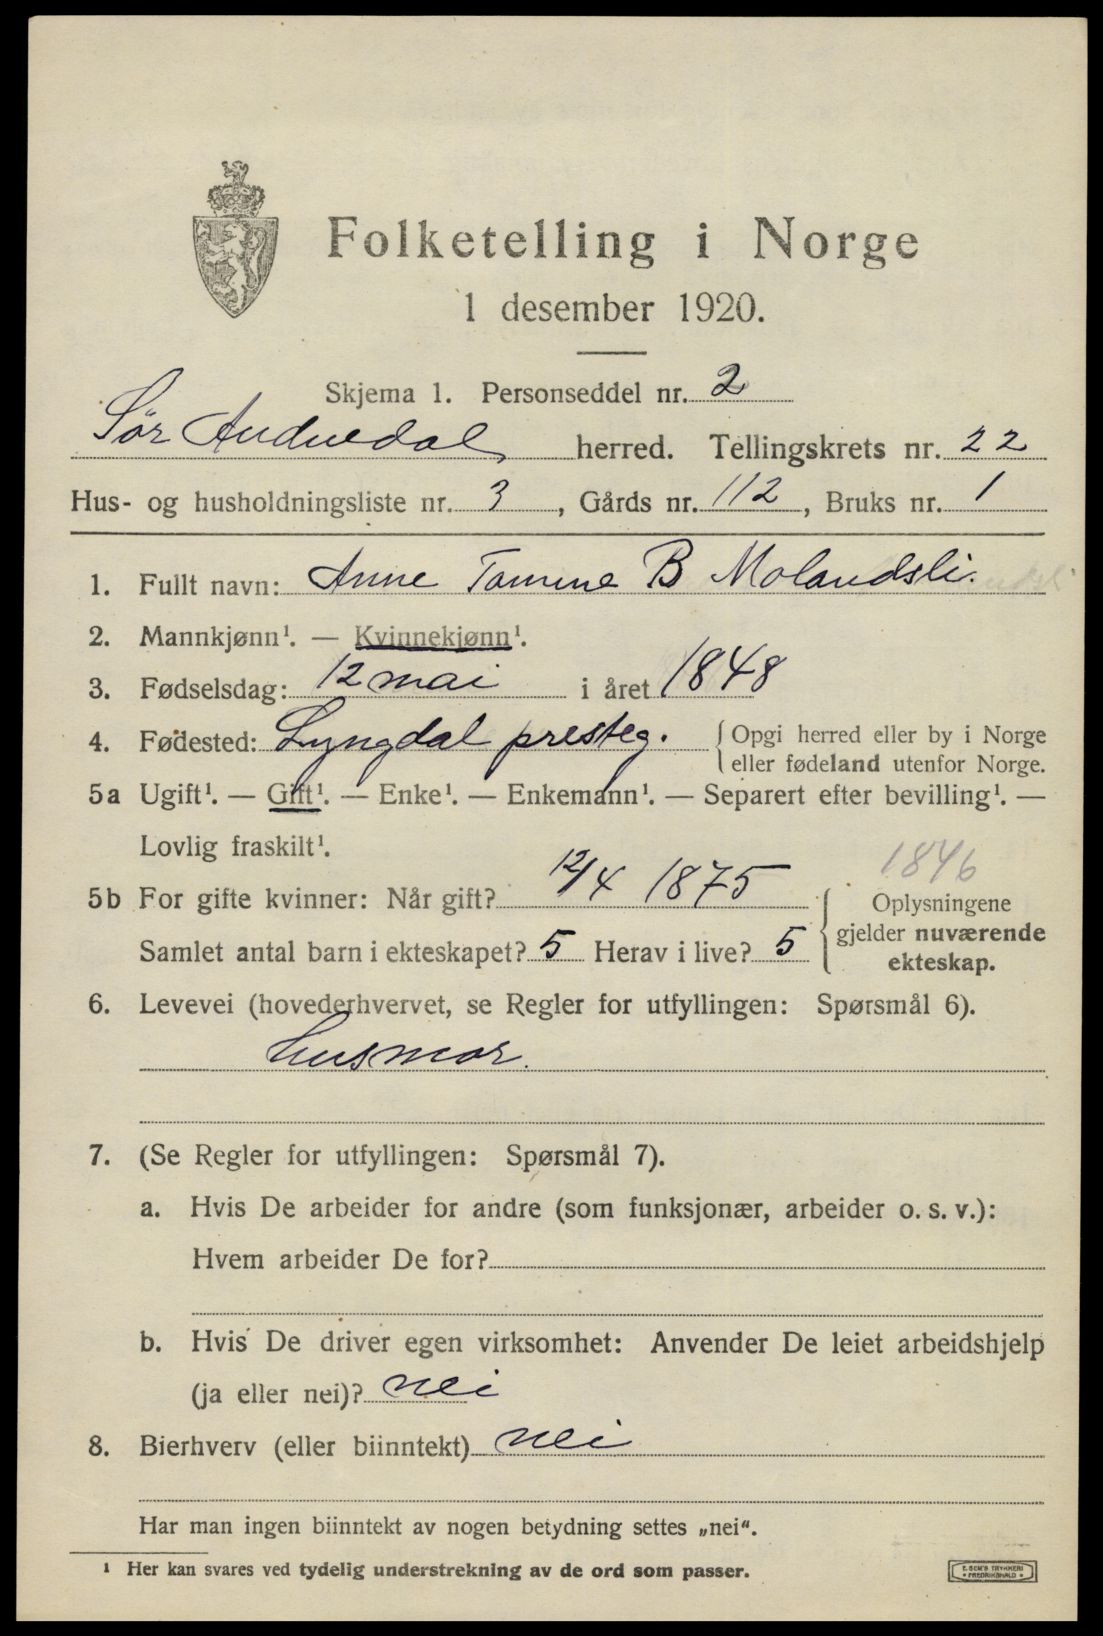 Folketelling i Norge
1 desember 1920.
Skjema 1. Personseddel nr. 2
Sør Audnedal herred. Tellingskrets nr. 22
Hus- og husholdningsliste nr. 3, Gårds nr. 112, Bruks nr. 1
1. Fullt navn: Anne Tomine B Molandsli.
2. Mannkjønn¹. — Kvinnekjønn¹.
3. Fødselsdag: 12 mai i året 1848
4. Fødested: Lyngdal presteg. { Opgi herred eller by i Norge
eller fødeland utenfor Norge.
5a Ugift¹. — Gift¹. — Enke¹. — Enkemann¹. — Separert efter bevilling¹. —
Lovlig fraskilt¹.
1846
5b For gifte kvinner: Når gift? 12/4 1875 { Oplysningene
gjelder nuværende
Samlet antal barn i ekteskapet? 5 Herav i live? 5
ekteskap.
6. Levevei (hovederhvervet, se Regler for utfyllingen: Spørsmål 6).
Husmor.
7. (Se Regler for utfyllingen: Spørsmål 7).
a. Hvis De arbeider for andre (som funksjonær, arbeider o. s. v.):
Hvem arbeider De for?
b. Hvis De driver egen virksomhet: Anvender De leiet arbeidshjelp
(ja eller nei)? nei
8. Bierhverv (eller biinntekt) nei
Har man ingen biinntekt av nogen betydning settes „nei“.
¹ Her kan svares ved tydelig understrekning av de ord som passer.
E. SEM'S TRYKKERI
• FREDRIKSHALD •